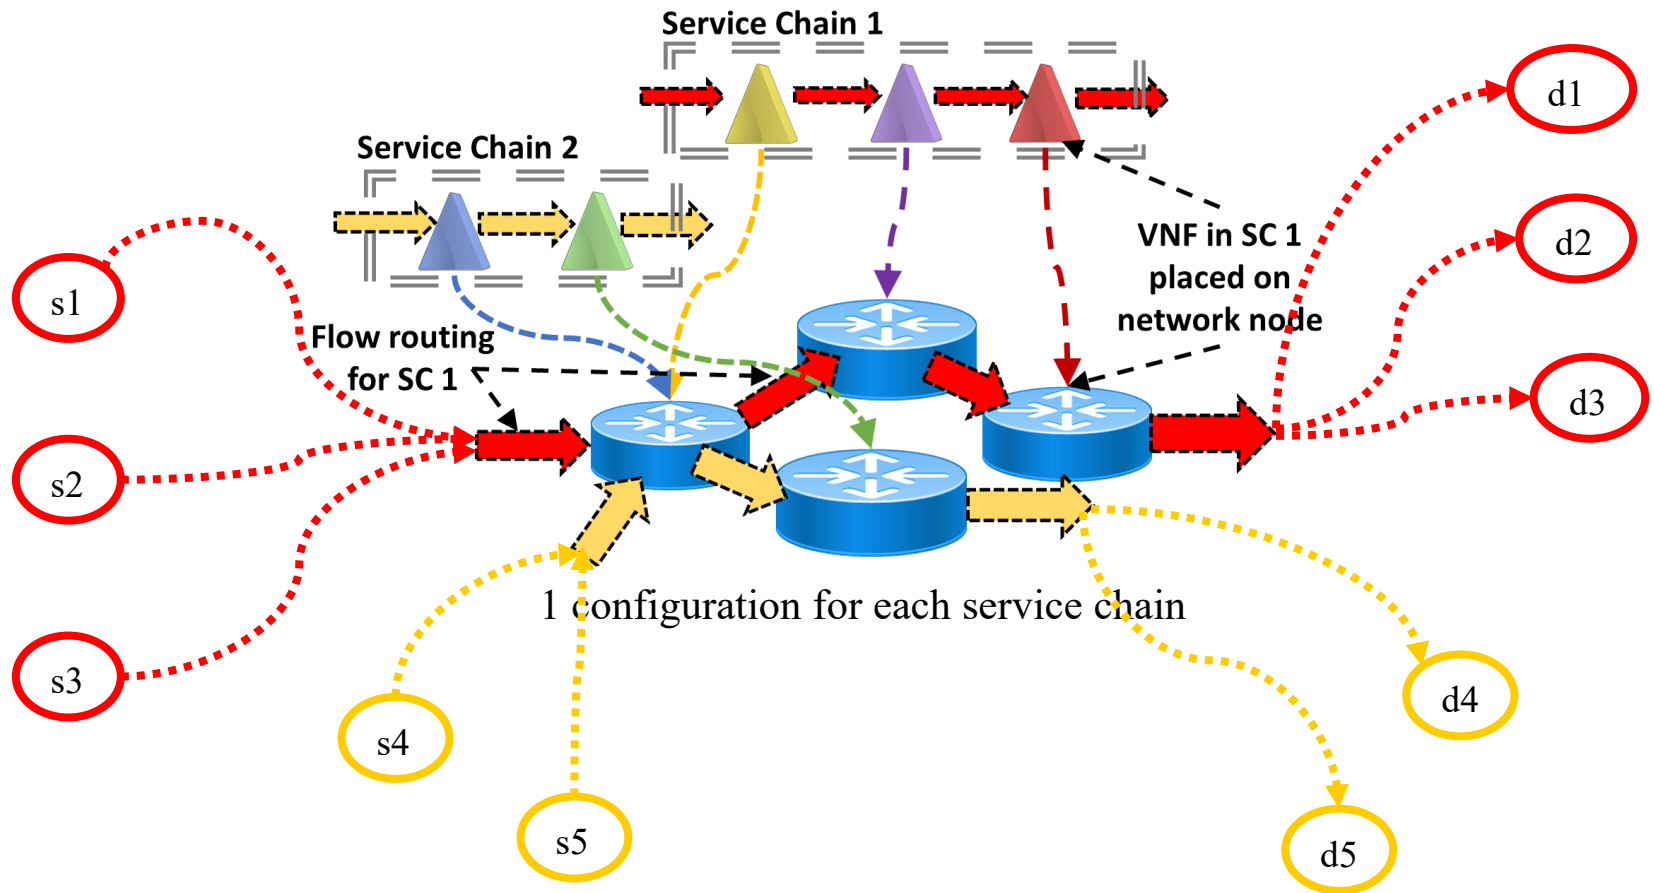 Service Chain 1
Service Chain 2
d1
VNF in SC 1
placed on
network node
d2
s1
Flow routing
for SC 1
d3
s2
1 configuration for each service chain
s3
s4
d4
s5
d5